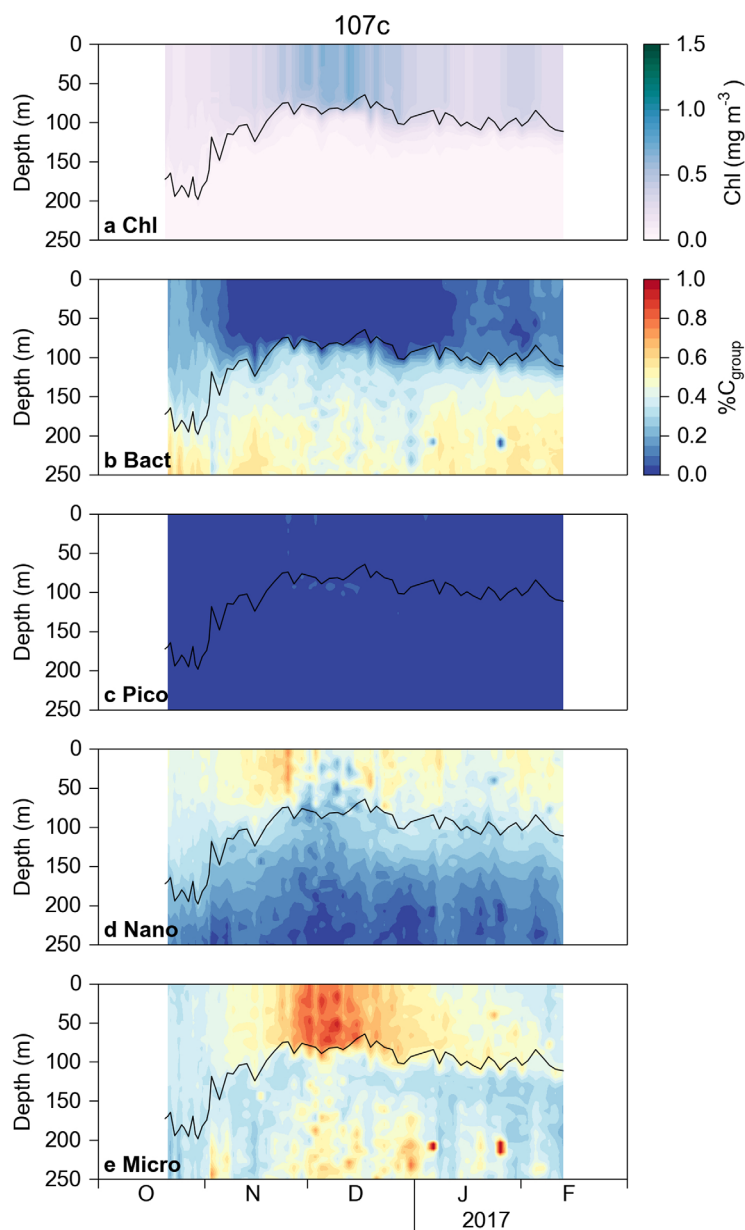 107c
0
50
100
150
200
250
Depth (m)
a Chl
1.5
1.0
0.5
0.0
Chl (mg m⁻³)
0
50
100
150
200
250
Depth (m)
b Bact
1.0
0.8
0.6
0.4
0.2
0.0
%C_group
0
50
100
150
200
250
Depth (m)
c Pico
0
50
100
150
200
250
Depth (m)
d Nano
0
50
100
150
200
250
Depth (m)
e Micro
O N D J F
2017